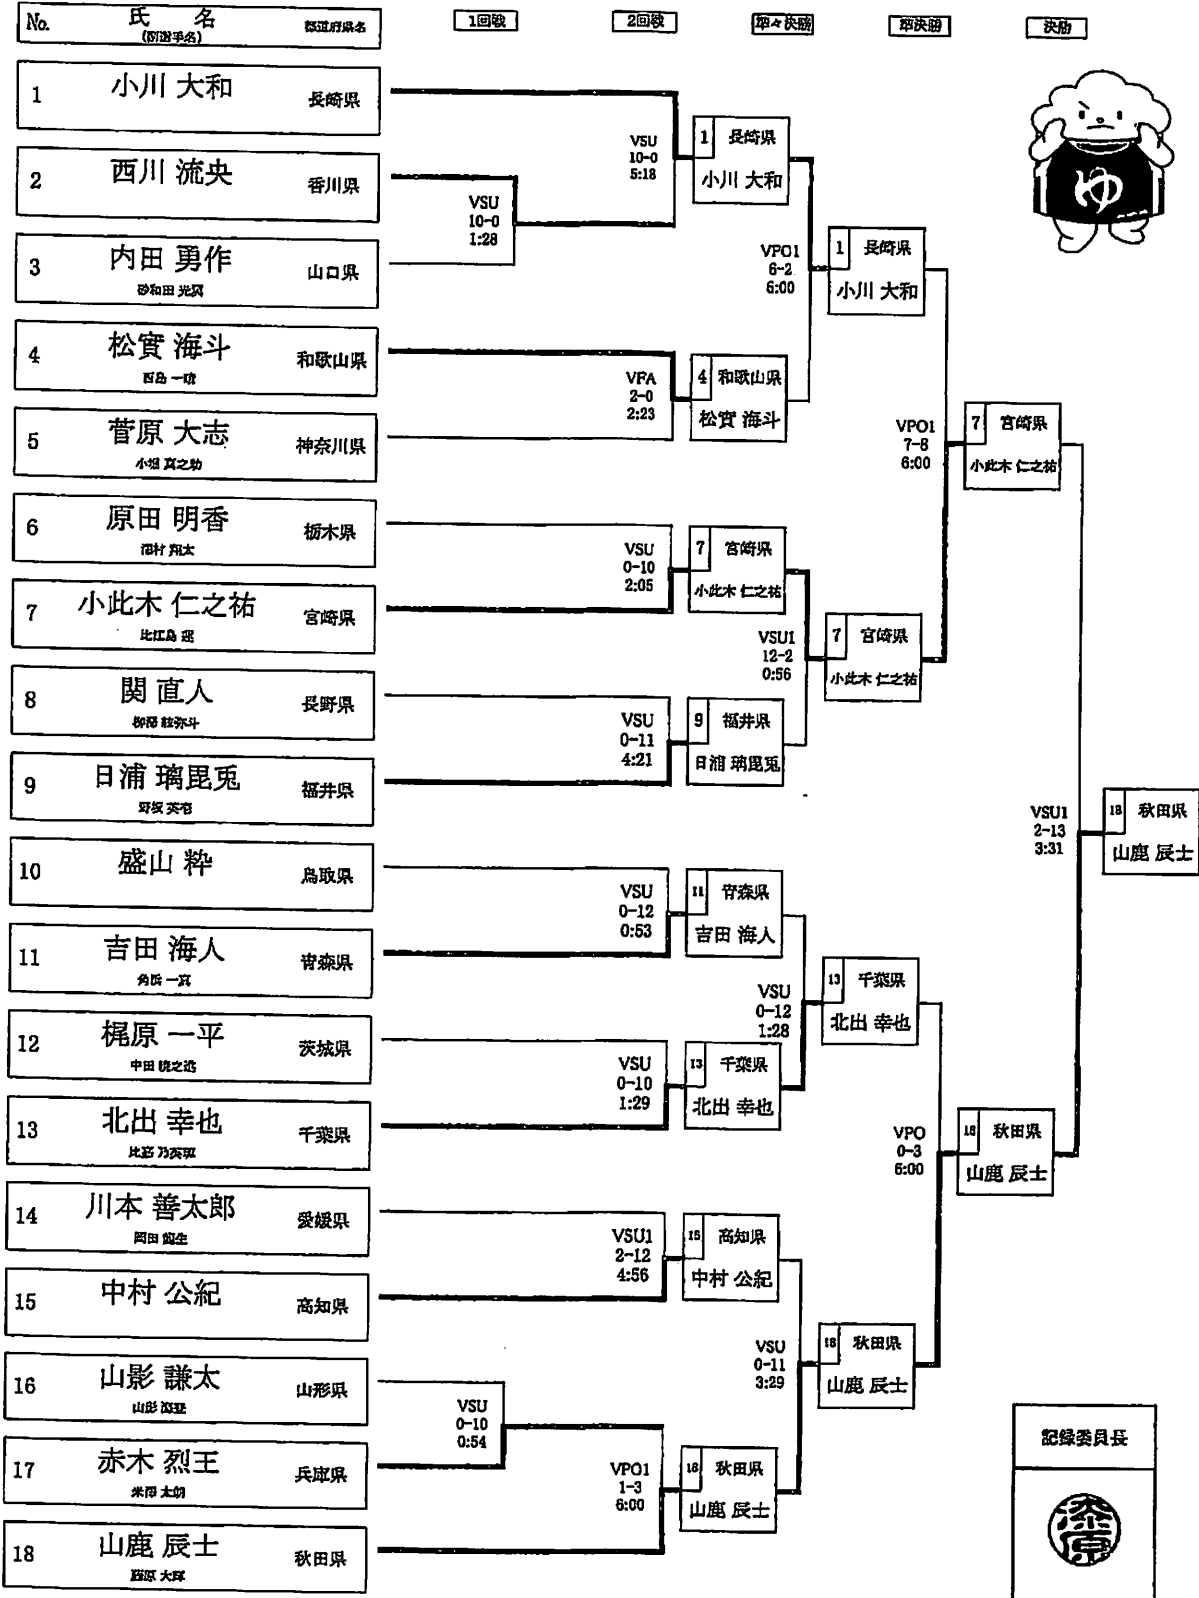 No. 氏 名 都道府県名 1回戦 2回戦 準々決勝 準決勝 決勝
(副選手名)
1 小川 大和 長崎県
2 西川 流央 香川県
3 内田 勇作 山口県
4 松實 海斗 和歌山県
5 菅原 大志 神奈川県
小堀 真之助
6 原田 明香 栃木県
7 小此木 仁之祐 宮崎県
8 関 直人 長野県
9 日浦 璃毘兎 福井県
10 盛山 粋 鳥取県
11 吉田 海人 青森県
12 梶原 一平 茨城県
13 北出 幸也 千葉県
14 川本 善太郎 愛媛県
15 中村 公紀 高知県
16 山影 謙太 山形県
17 赤木 烈王 兵庫県
18 山鹿 辰士 秋田県
VSU
10-0
1:28
VSU
0-10
0:54
VSU
10-0
5:18
VFA
2-0
2:23
VSU
0-10
2:05
VSU
0-11
4:21
VSU
0-12
0:53
VSU
0-10
1:29
VSU1
2-12
4:56
VPO1
1-3
6:00
1 長崎県
小川 大和
4 和歌山県
松實 海斗
7 宮崎県
小此木 仁之祐
9 福井県
日浦 璃毘兎
11 青森県
吉田 海人
13 千葉県
北出 幸也
15 高知県
中村 公紀
18 秋田県
山鹿 辰士
VPO1
6-2
6:00
VSU1
12-2
0:56
VSU
0-12
1:28
VSU
0-11
3:29
1 長崎県
小川 大和
7 宮崎県
小此木 仁之祐
13 千葉県
北出 幸也
18 秋田県
山鹿 辰士
VPO1
7-8
6:00
VPO
0-3
6:00
7 宮崎県
小此木 仁之祐
18 秋田県
山鹿 辰士
VSU1
2-13
3:31
18 秋田県
山鹿 辰士
ゆ
記録委員長
漆原